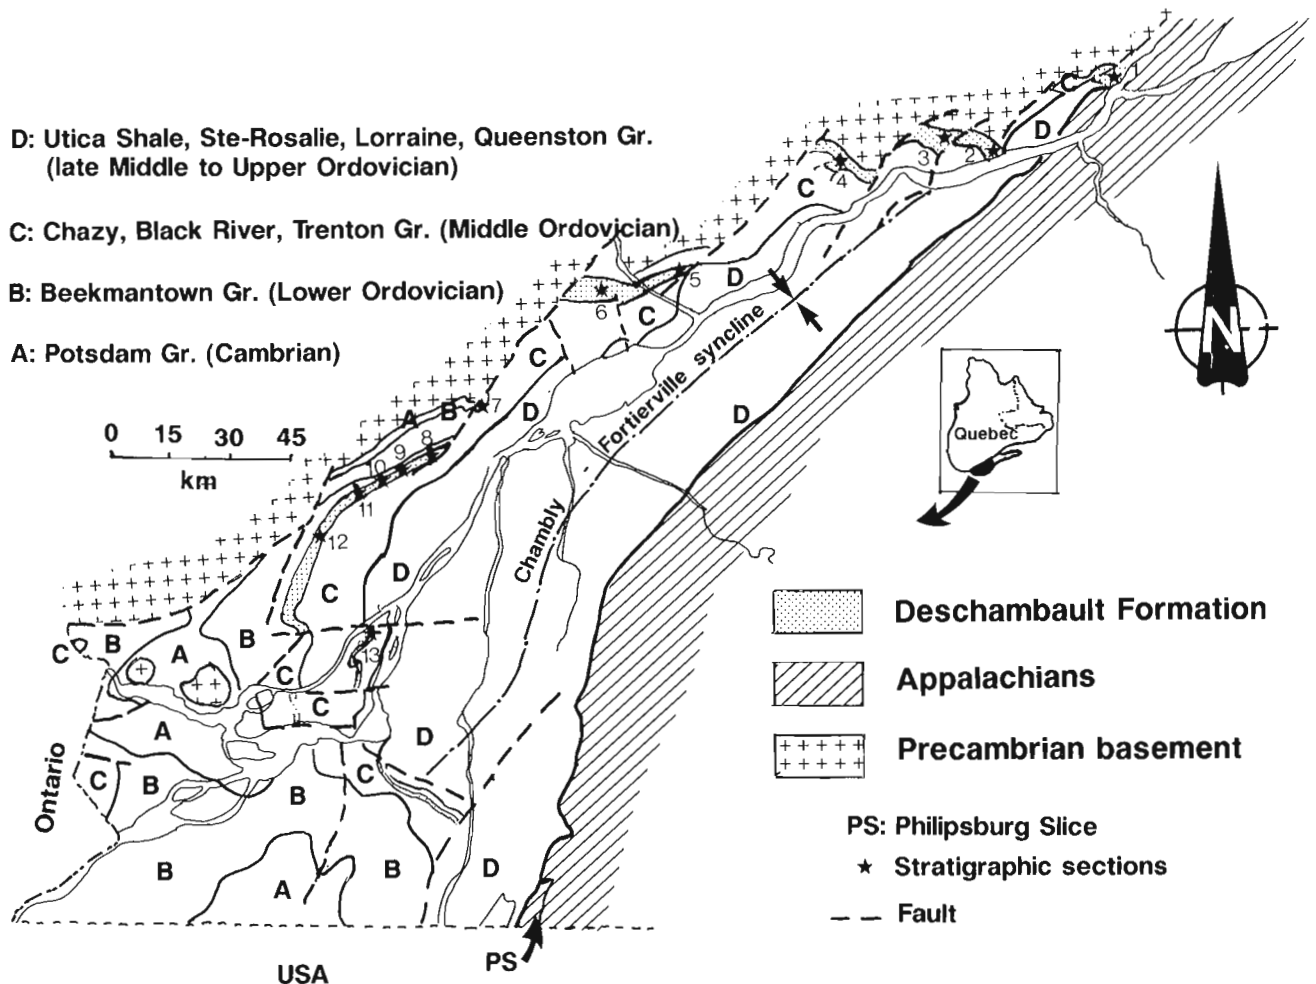 D: Utica Shale, Ste-Rosalie, Lorraine, Queenston Gr.
(late Middle to Upper Ordovician)
C: Chazy, Black River, Trenton Gr. (Middle Ordovician)
B: Beekmantown Gr. (Lower Ordovician)
A: Potsdam Gr. (Cambrian)
0 15 30 45
km
C
1
D
2
3
4
C
5
D
6
C
C
Fortierville syncline
N
Quebec
A B 7
D
D
8
9
10
11
12
Chambly
D
C
B
A
B
C
13
C
C
A
D
C
B
B
C
Ontario
B
A
B
D
USA
PS
Deschambault Formation
Appalachians
Precambrian basement
PS: Philipsburg Slice
Stratigraphic sections
Fault